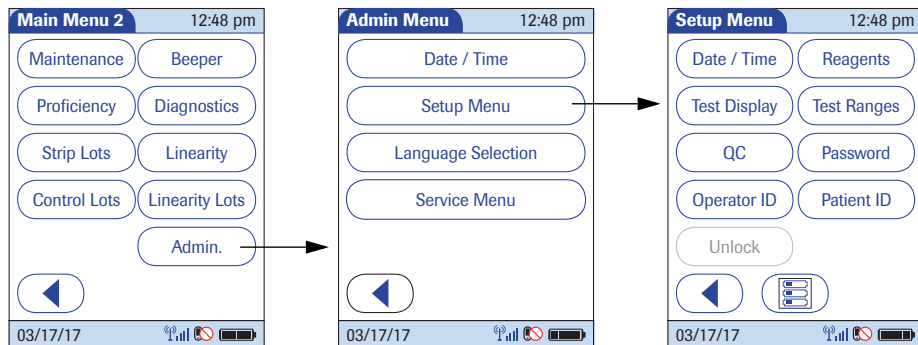 Main Menu 2 12:48 pm
Maintenance Beeper
Proficiency Diagnostics
Strip Lots Linearity
Control Lots Linearity Lots
Admin.
03/17/17
Admin Menu 12:48 pm
Date / Time
Setup Menu
Language Selection
Service Menu
03/17/17
Setup Menu 12:48 pm
Date / Time Reagents
Test Display Test Ranges
QC Password
Operator ID Patient ID
Unlock
03/17/17